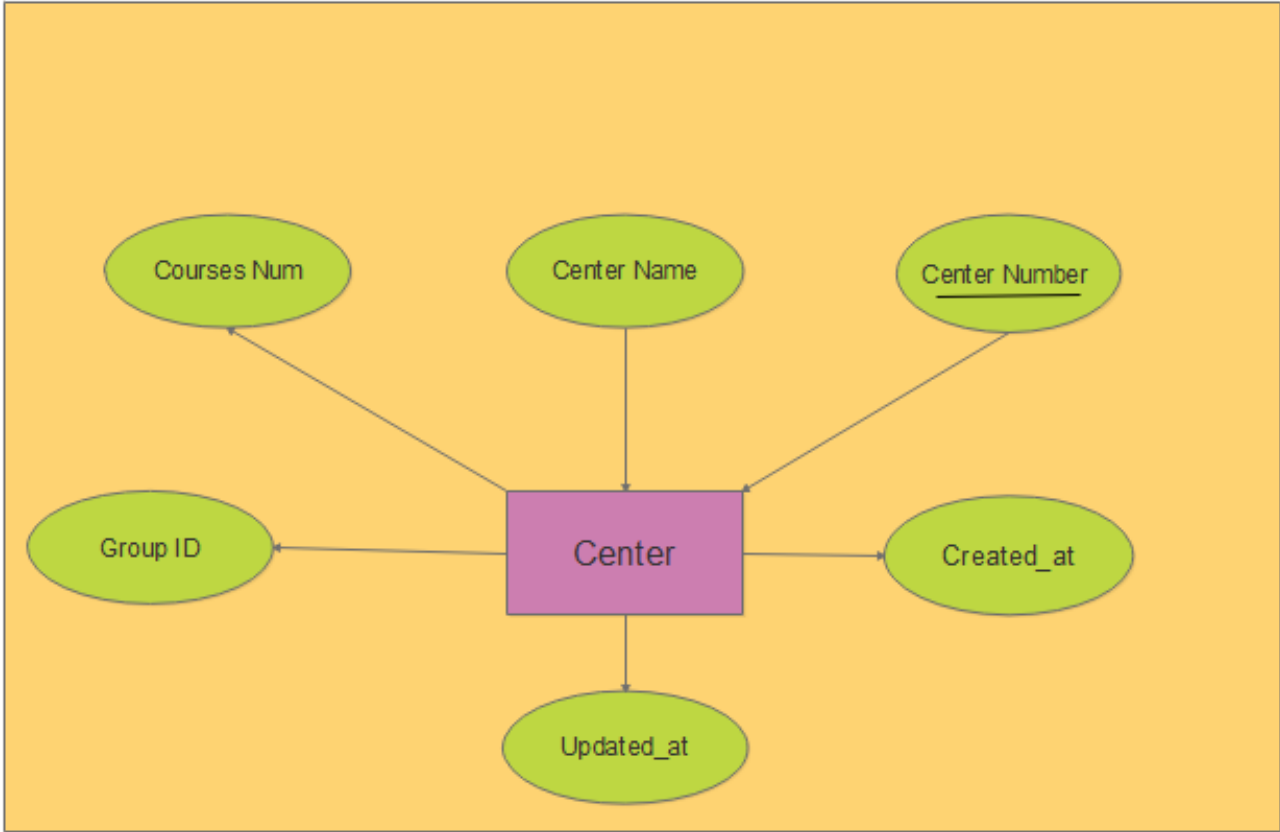 Courses Num
Center Name
Center Number
Group ID
Center
Created_at
Updated_at